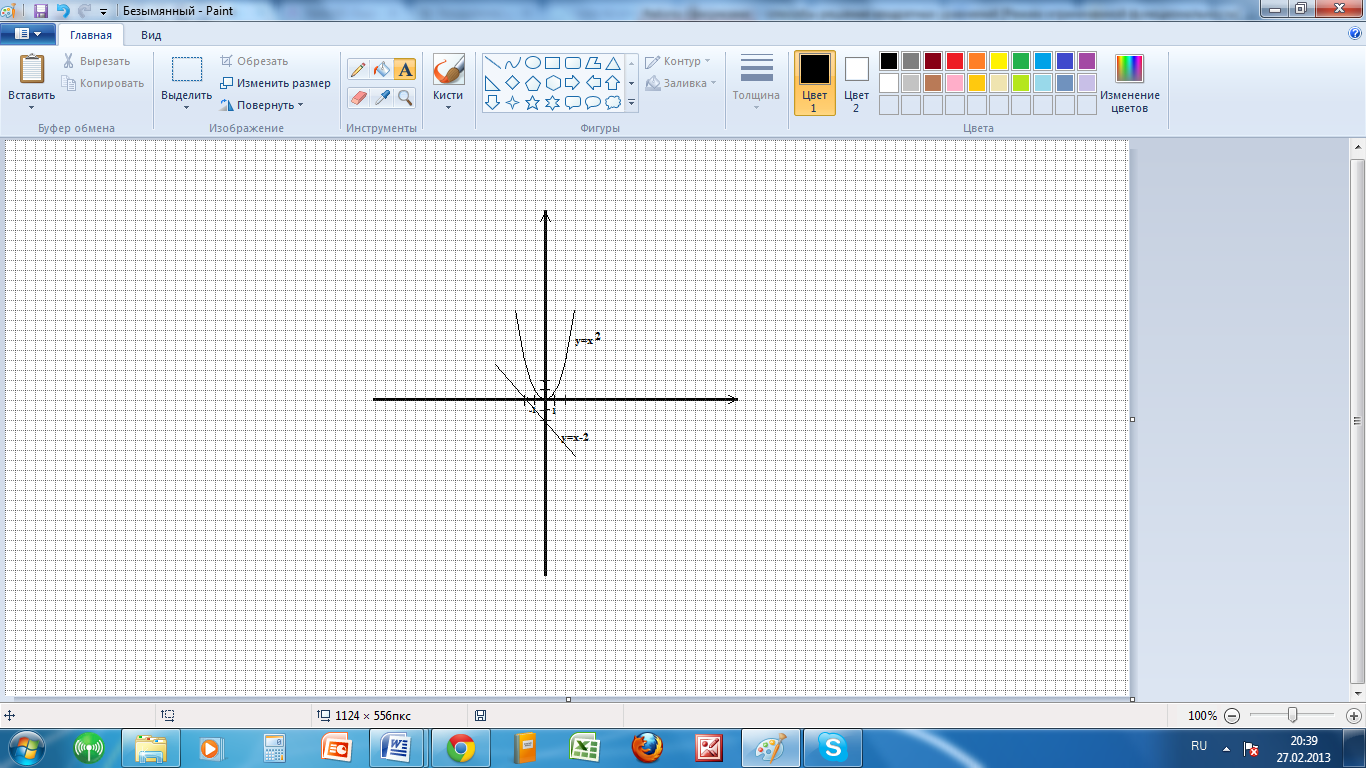 Безымянный - Paint
Главная
Вид
Вставить
Вырезать
Копировать
Буфер обмена
Выделить
Обрезать
Изменить размер
Повернуть
Изображение
A
Инструменты
Кисти
Фигуры
Контур
Заливка
Толщина
Цвет
1
Цвет
2
Изменение
цветов
Цвета
y=x 2
-1 1
y=x-2
1124 × 556пкс
100%
RU
20:39
27.02.2013